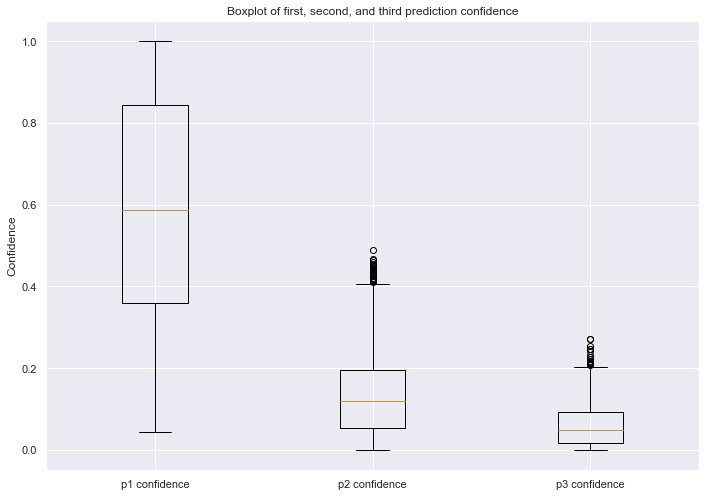 Boxplot of first, second, and third prediction confidence
Confidence
1.0
0.8
0.6
0.4
0.2
0.0
p1 confidence
p2 confidence
p3 confidence